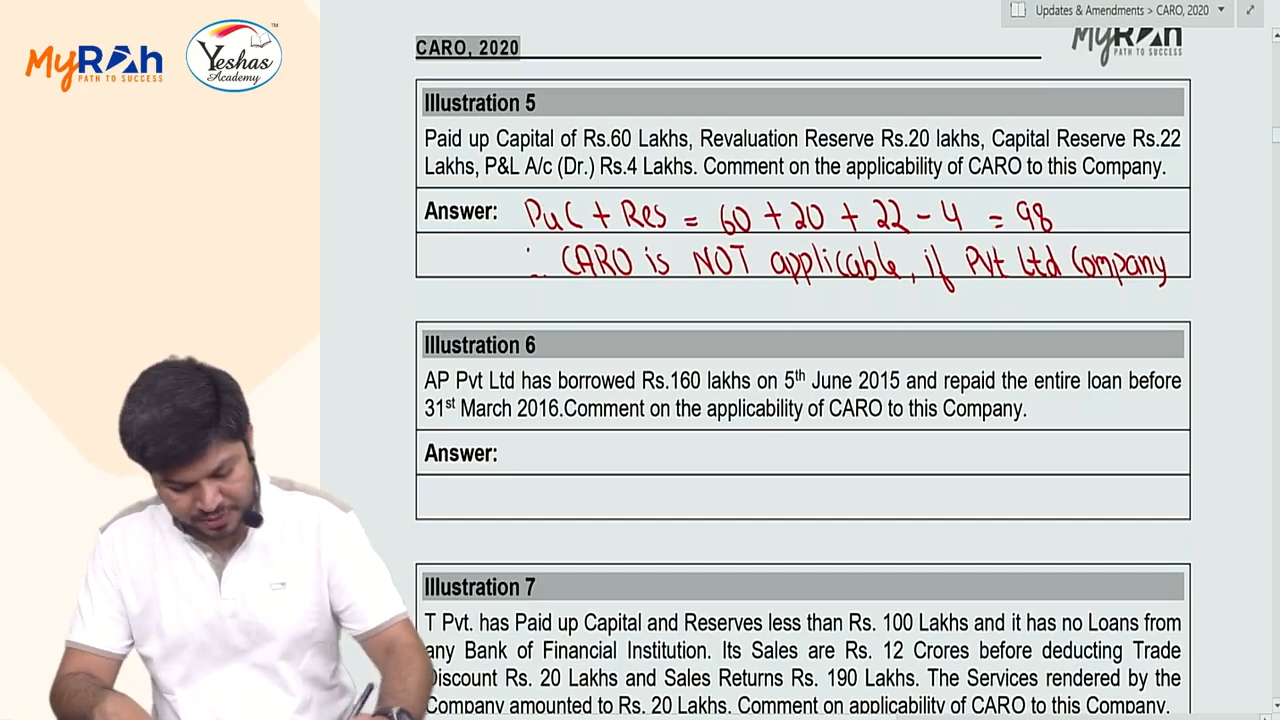 MyRah
PATH TO SUCCESS
Yeshas
Academy
TM
Updates & Amendments > CARO, 2020
CARO, 2020
MyRah
PATH TO SUCCESS
Illustration 5
Paid up Capital of Rs.60 Lakhs, Revaluation Reserve Rs.20 lakhs, Capital Reserve Rs.22
Lakhs, P&L A/c (Dr.) Rs.4 Lakhs. Comment on the applicability of CARO to this Company.
Answer: PuC + Res = 60 + 20 + 22 - 4 = 98
∴ CARO is NOT applicable, if Pvt Ltd Company
Illustration 6
AP Pvt Ltd has borrowed Rs.160 lakhs on 5th June 2015 and repaid the entire loan before
31st March 2016.Comment on the applicability of CARO to this Company.
Answer:
Illustration 7
T Pvt. has Paid up Capital and Reserves less than Rs. 100 Lakhs and it has no Loans from
any Bank of Financial Institution. Its Sales are Rs. 12 Crores before deducting Trade
Discount Rs. 20 Lakhs and Sales Returns Rs. 190 Lakhs. The Services rendered by the
Company amounted to Rs. 20 Lakhs. Comment on applicability of CARO to this Company.